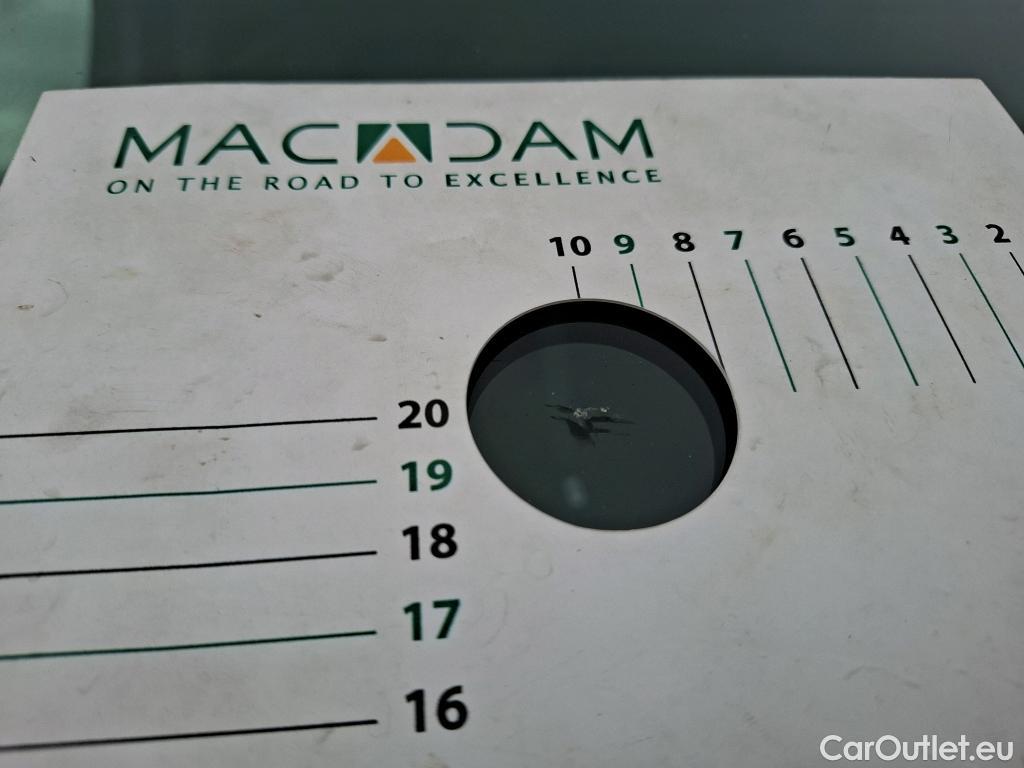 MACADAM
ON THE ROAD TO EXCELLENCE
10 9 8 7 6 5 4 3 2
20
19
18
17
16
CarOutlet.eu